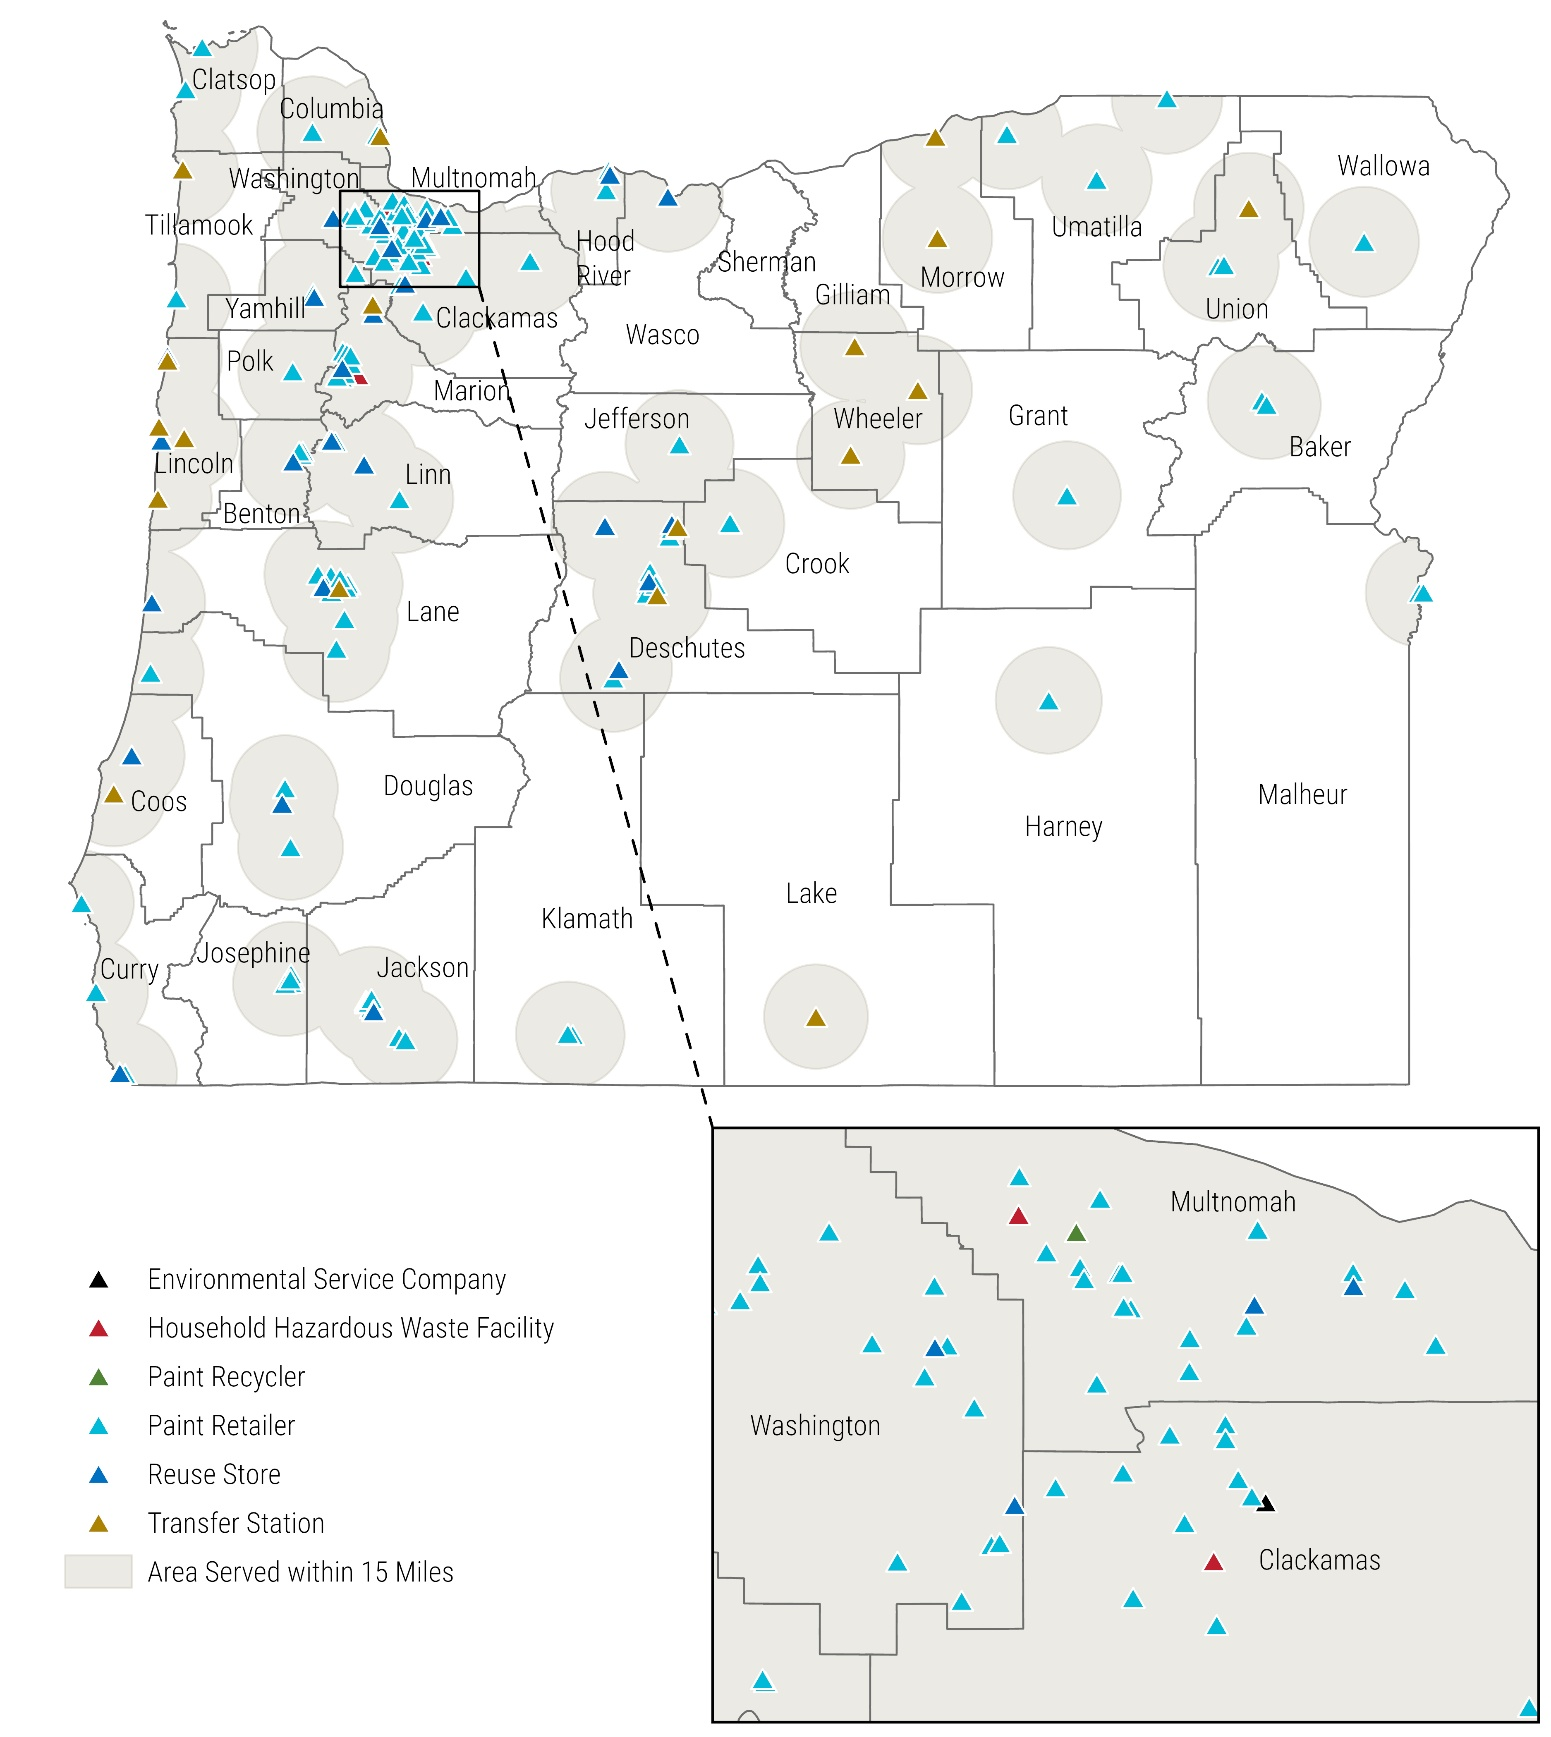 Clatsop
Columbia
Washington
Multnomah
Wallowa
Tillamook
Umatilla
Hood
River
Sherman
Morrow
Gilliam
Union
Yamhill
Clackamas
Wasco
Polk
Marion
Jefferson
Wheeler
Grant
Baker
Lincoln
Linn
Benton
Crook
Lane
Deschutes
Malheur
Douglas
Coos
Harney
Lake
Klamath
Josephine
Curry
Jackson
Multnomah
Washington
Clackamas
Environmental Service Company
Household Hazardous Waste Facility
Paint Recycler
Paint Retailer
Reuse Store
Transfer Station
Area Served within 15 Miles